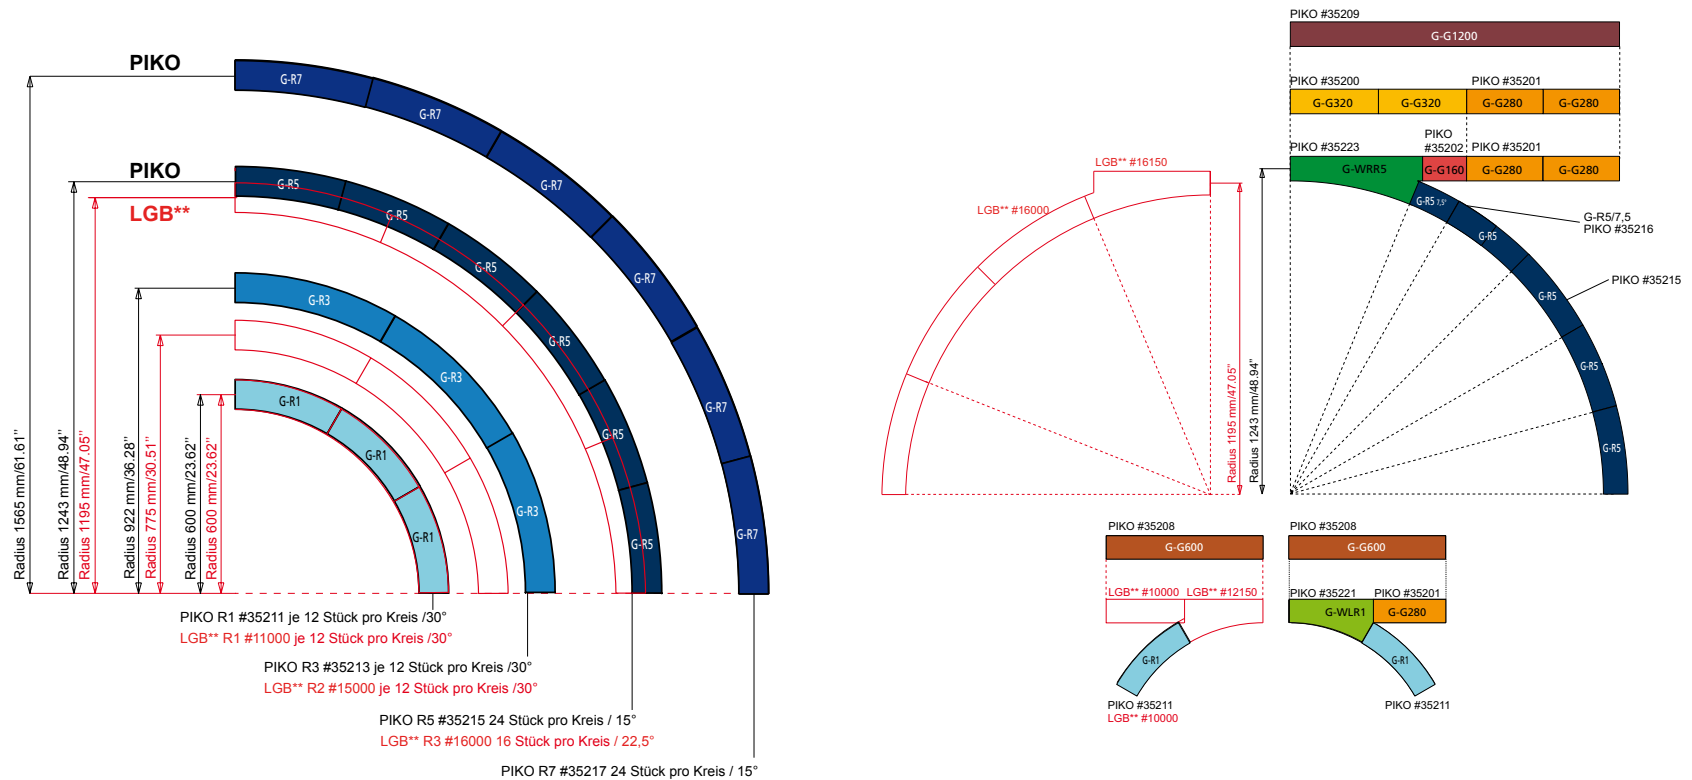 PIKO
G-R7
G-R7
G-R7
G-R7
G-R7
G-R7
PIKO
LGB**
G-R5
G-R5
G-R5
G-R5
G-R5
G-R5
G-R3
G-R3
G-R3
G-R1
G-R1
G-R1
Radius 1565 mm/61.61"
Radius 1243 mm/48.94"
Radius 1195 mm/47.05"
Radius 922 mm/36.28"
Radius 775 mm/30.51"
Radius 600 mm/23.62"
Radius 600 mm/23.62"
PIKO R1 #35211 je 12 Stück pro Kreis /30°
LGB** R1 #11000 je 12 Stück pro Kreis /30°
PIKO R3 #35213 je 12 Stück pro Kreis /30°
LGB** R2 #15000 je 12 Stück pro Kreis /30°
PIKO R5 #35215 24 Stück pro Kreis / 15°
LGB** R3 #16000 16 Stück pro Kreis / 22,5°
PIKO R7 #35217 24 Stück pro Kreis / 15°
PIKO #35209
G-G1200
PIKO #35200
PIKO #35201
G-G320
G-G320
G-G280
G-G280
PIKO #35223
PIKO
#35202
PIKO #35201
G-WRR5
G-G160
G-G280
G-G280
LGB** #16150
LGB** #16000
G-R5 7,5°
G-R5/7,5
PIKO #35216
G-R5
G-R5
PIKO #35215
G-R5
G-R5
Radius 1195 mm/47.05"
Radius 1243 mm/48.94"
PIKO #35208
G-G600
LGB** #10000
LGB** #12150
G-R1
PIKO #35211
LGB** #10000
PIKO #35208
G-G600
PIKO #35221
PIKO #35201
G-WLR1
G-G280
G-R1
PIKO #35211